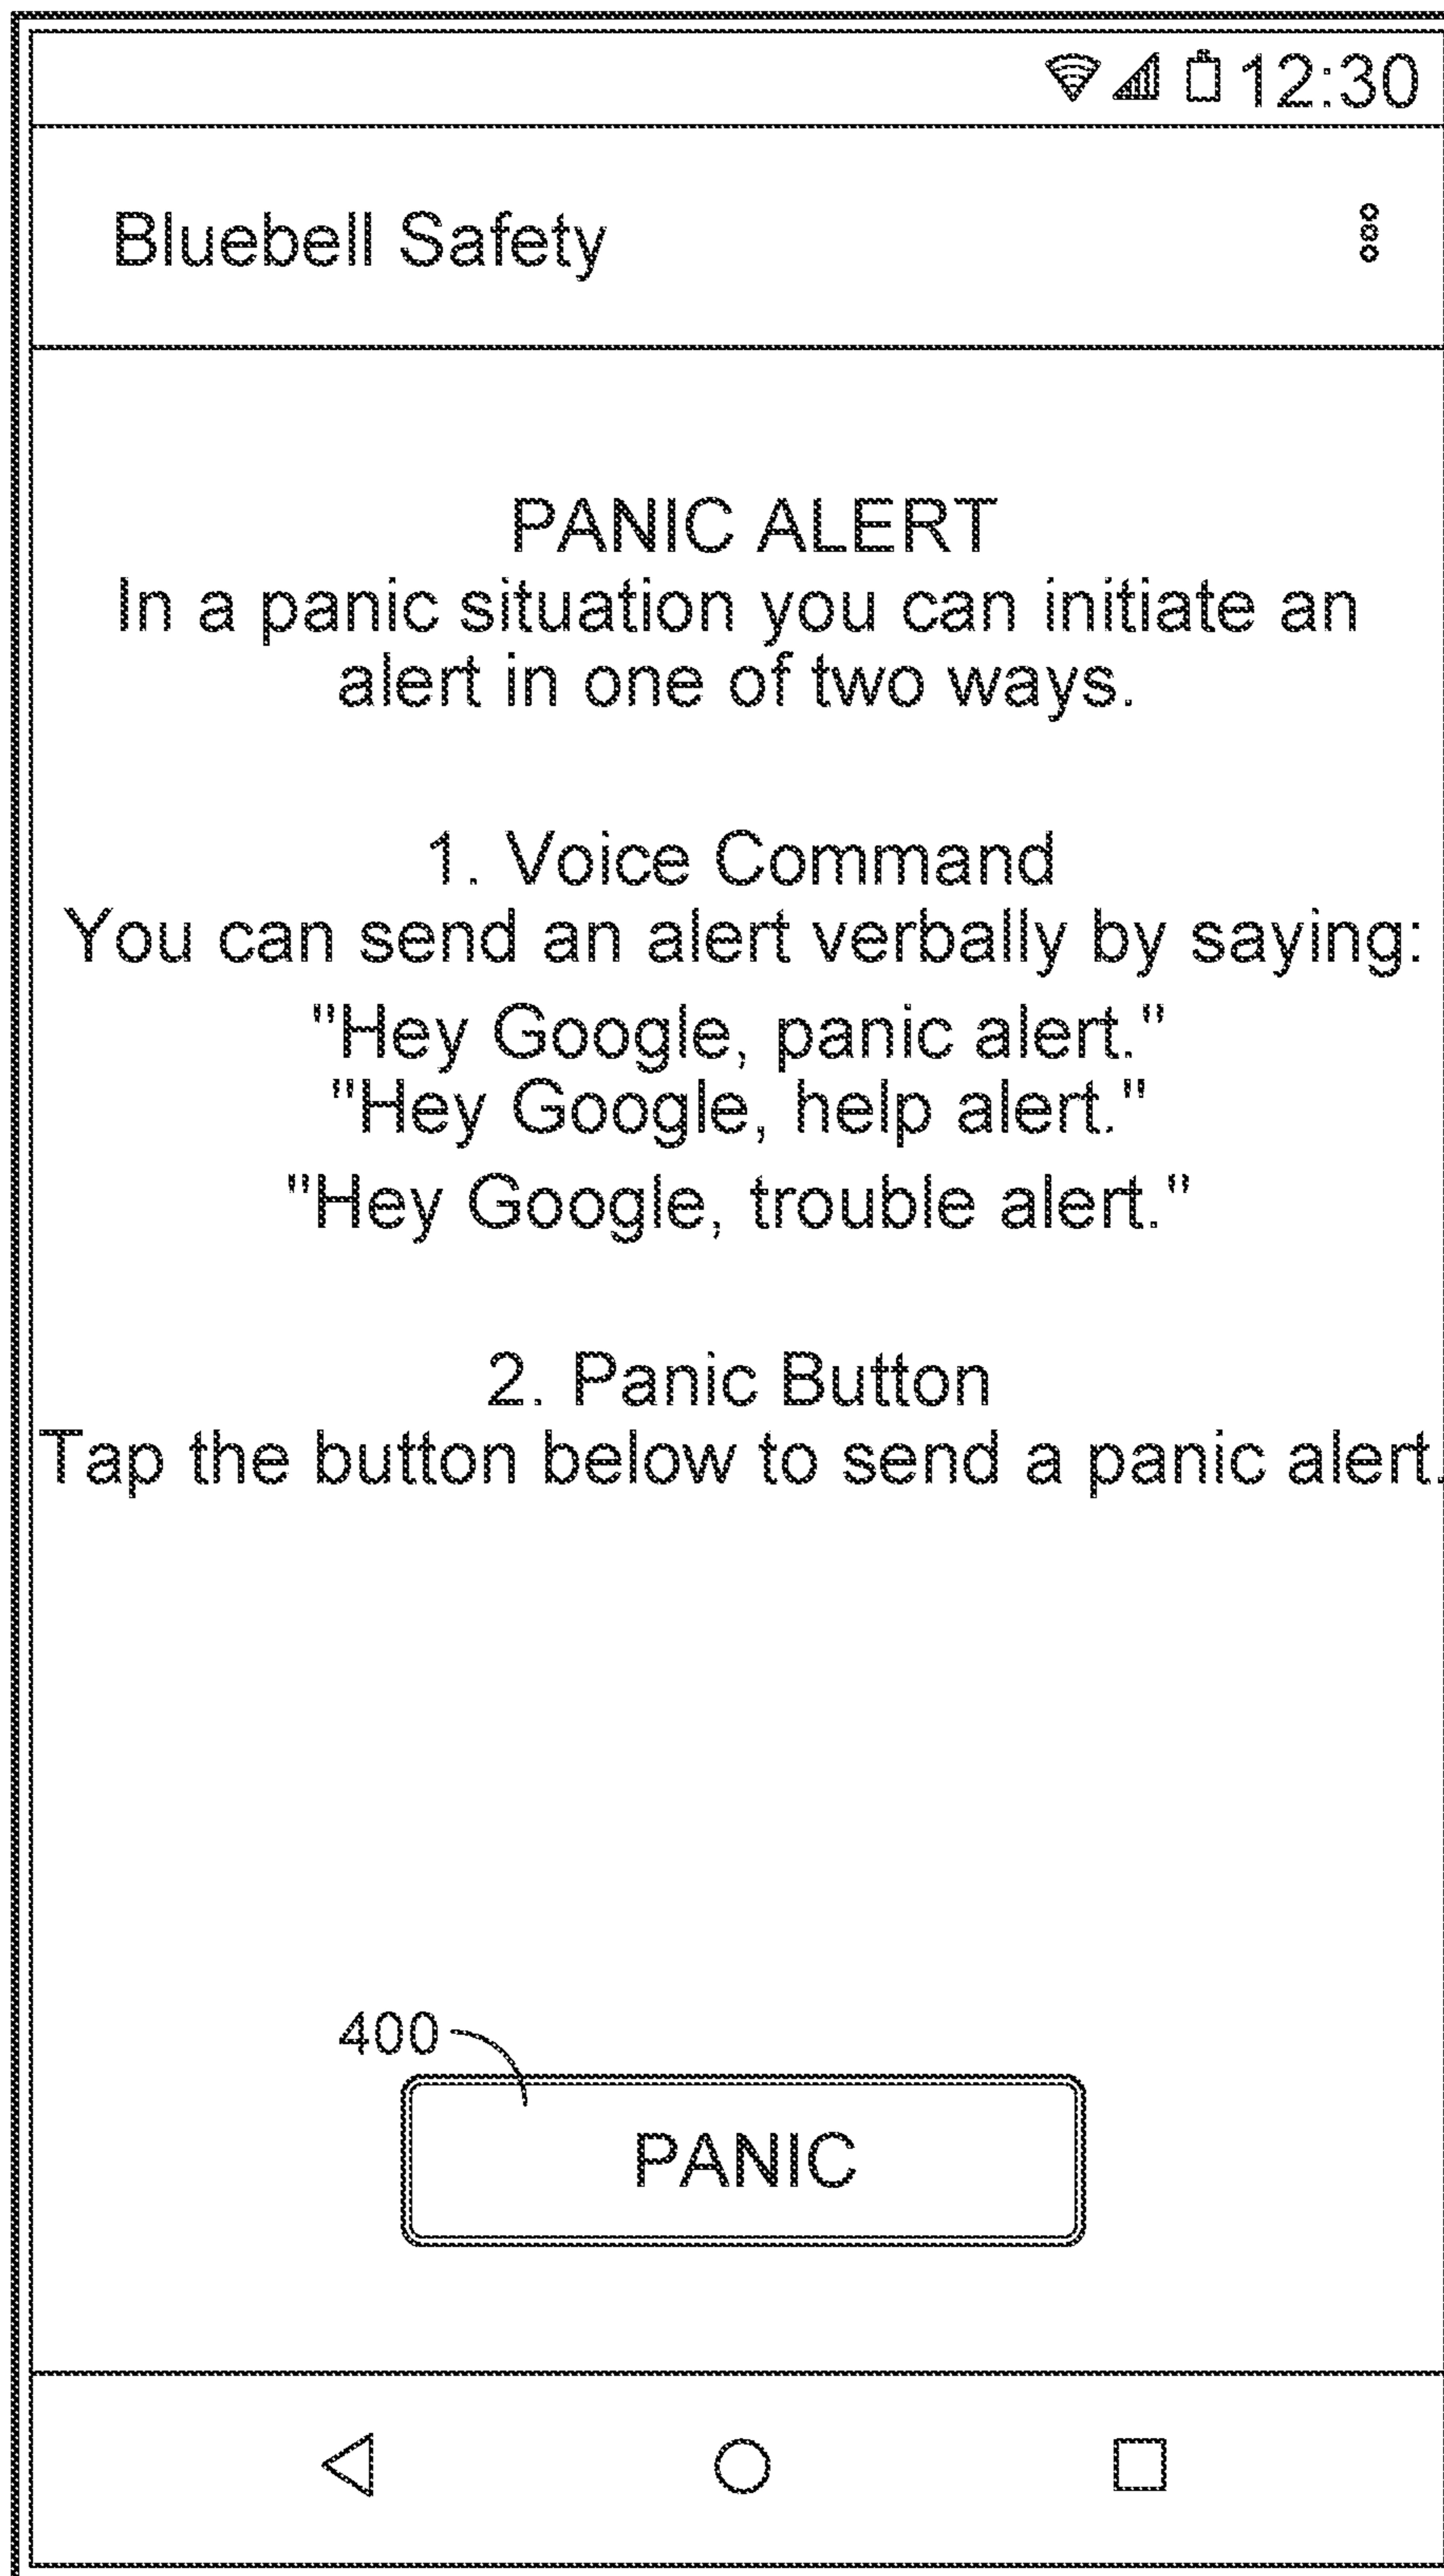 12:30
Bluebell Safety
PANIC ALERT
In a panic situation you can initiate an
alert in one of two ways.
1. Voice Command
You can send an alert verbally by saying:
"Hey Google, panic alert."
"Hey Google, help alert."
"Hey Google, trouble alert."
2. Panic Button
Tap the button below to send a panic alert.
400
PANIC